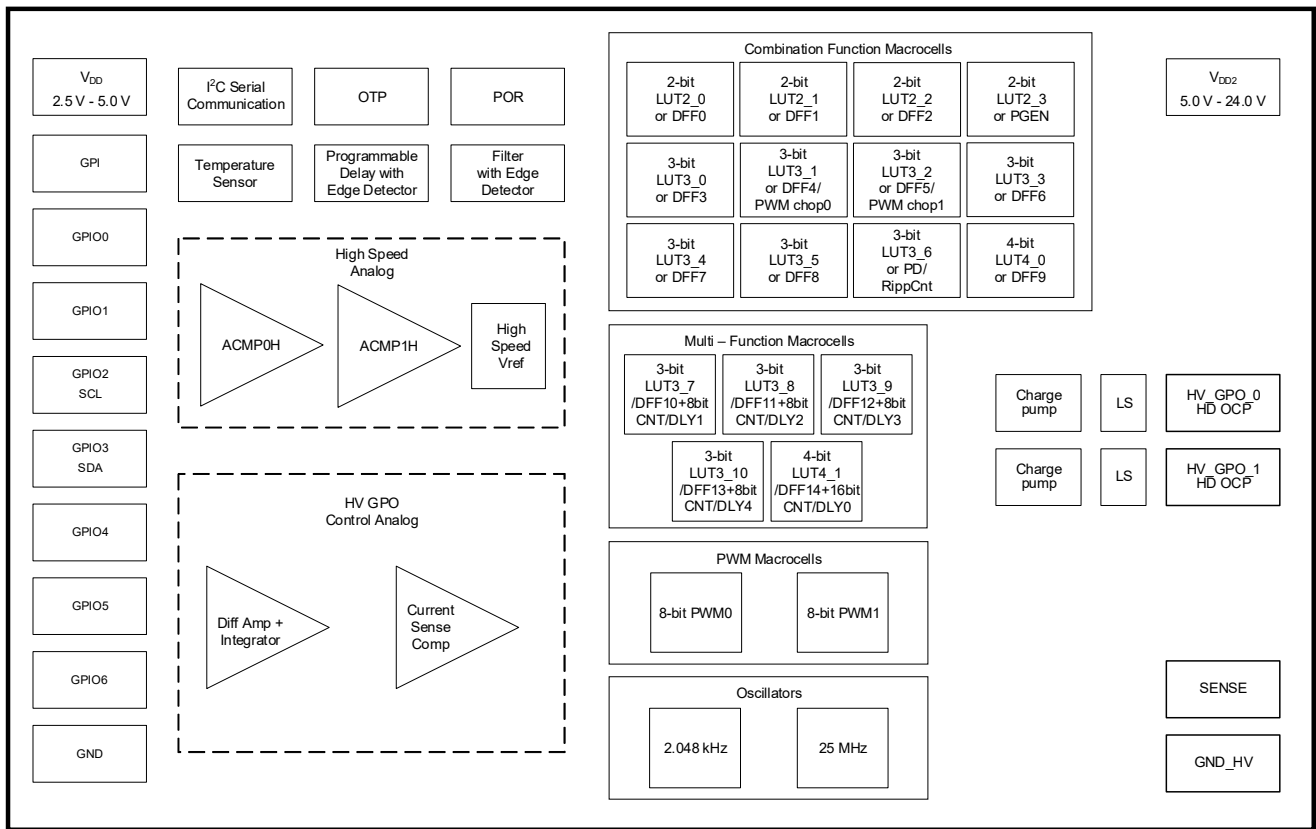 V_DD
2.5 V - 5.0 V
GPI
GPIO0
GPIO1
GPIO2
SCL
GPIO3
SDA
GPIO4
GPIO5
GPIO6
GND
I²C Serial
Communication
OTP
POR
Temperature
Sensor
Programmable
Delay with
Edge Detector
Filter
with Edge
Detector
High Speed
Analog
ACMP0H
ACMP1H
High
Speed
Vref
HV GPO
Control Analog
Diff Amp +
Integrator
Current
Sense
Comp
Combination Function Macrocells
2-bit
LUT2_0
or DFF0
2-bit
LUT2_1
or DFF1
2-bit
LUT2_2
or DFF2
2-bit
LUT2_3
or PGEN
3-bit
LUT3_0
or DFF3
3-bit
LUT3_1
or DFF4/
PWM chop0
3-bit
LUT3_2
or DFF5/
PWM chop1
3-bit
LUT3_3
or DFF6
3-bit
LUT3_4
or DFF7
3-bit
LUT3_5
or DFF8
3-bit
LUT3_6
or PD/
RippCnt
4-bit
LUT4_0
or DFF9
Multi – Function Macrocells
3-bit
LUT3_7
/DFF10+8bit
CNT/DLY1
3-bit
LUT3_8
/DFF11+8bit
CNT/DLY2
3-bit
LUT3_9
/DFF12+8bit
CNT/DLY3
3-bit
LUT3_10
/DFF13+8bit
CNT/DLY4
4-bit
LUT4_1
/DFF14+16bit
CNT/DLY0
PWM Macrocells
8-bit PWM0
8-bit PWM1
Oscillators
2.048 kHz
25 MHz
V_DD2
5.0 V - 24.0 V
Charge
pump
LS
HV_GPO_0
HD OCP
Charge
pump
LS
HV_GPO_1
HD OCP
SENSE
GND_HV